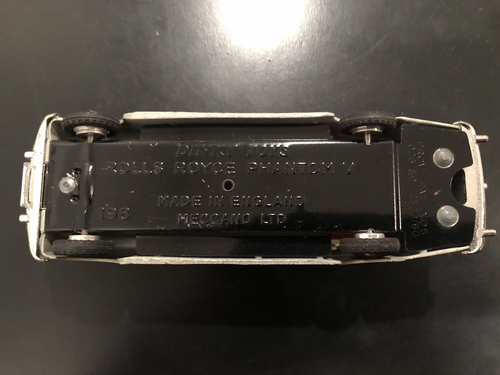 DINKY TOYS
ROLLS ROYCE PHANTOM V
MADE IN ENGLAND
198
MECCANO LTD